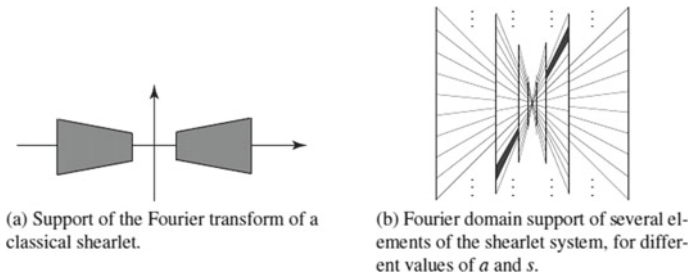 (a) Support of the Fourier transform of a
classical shearlet.
(b) Fourier domain support of several el-
ements of the shearlet system, for differ-
ent values of a and s.